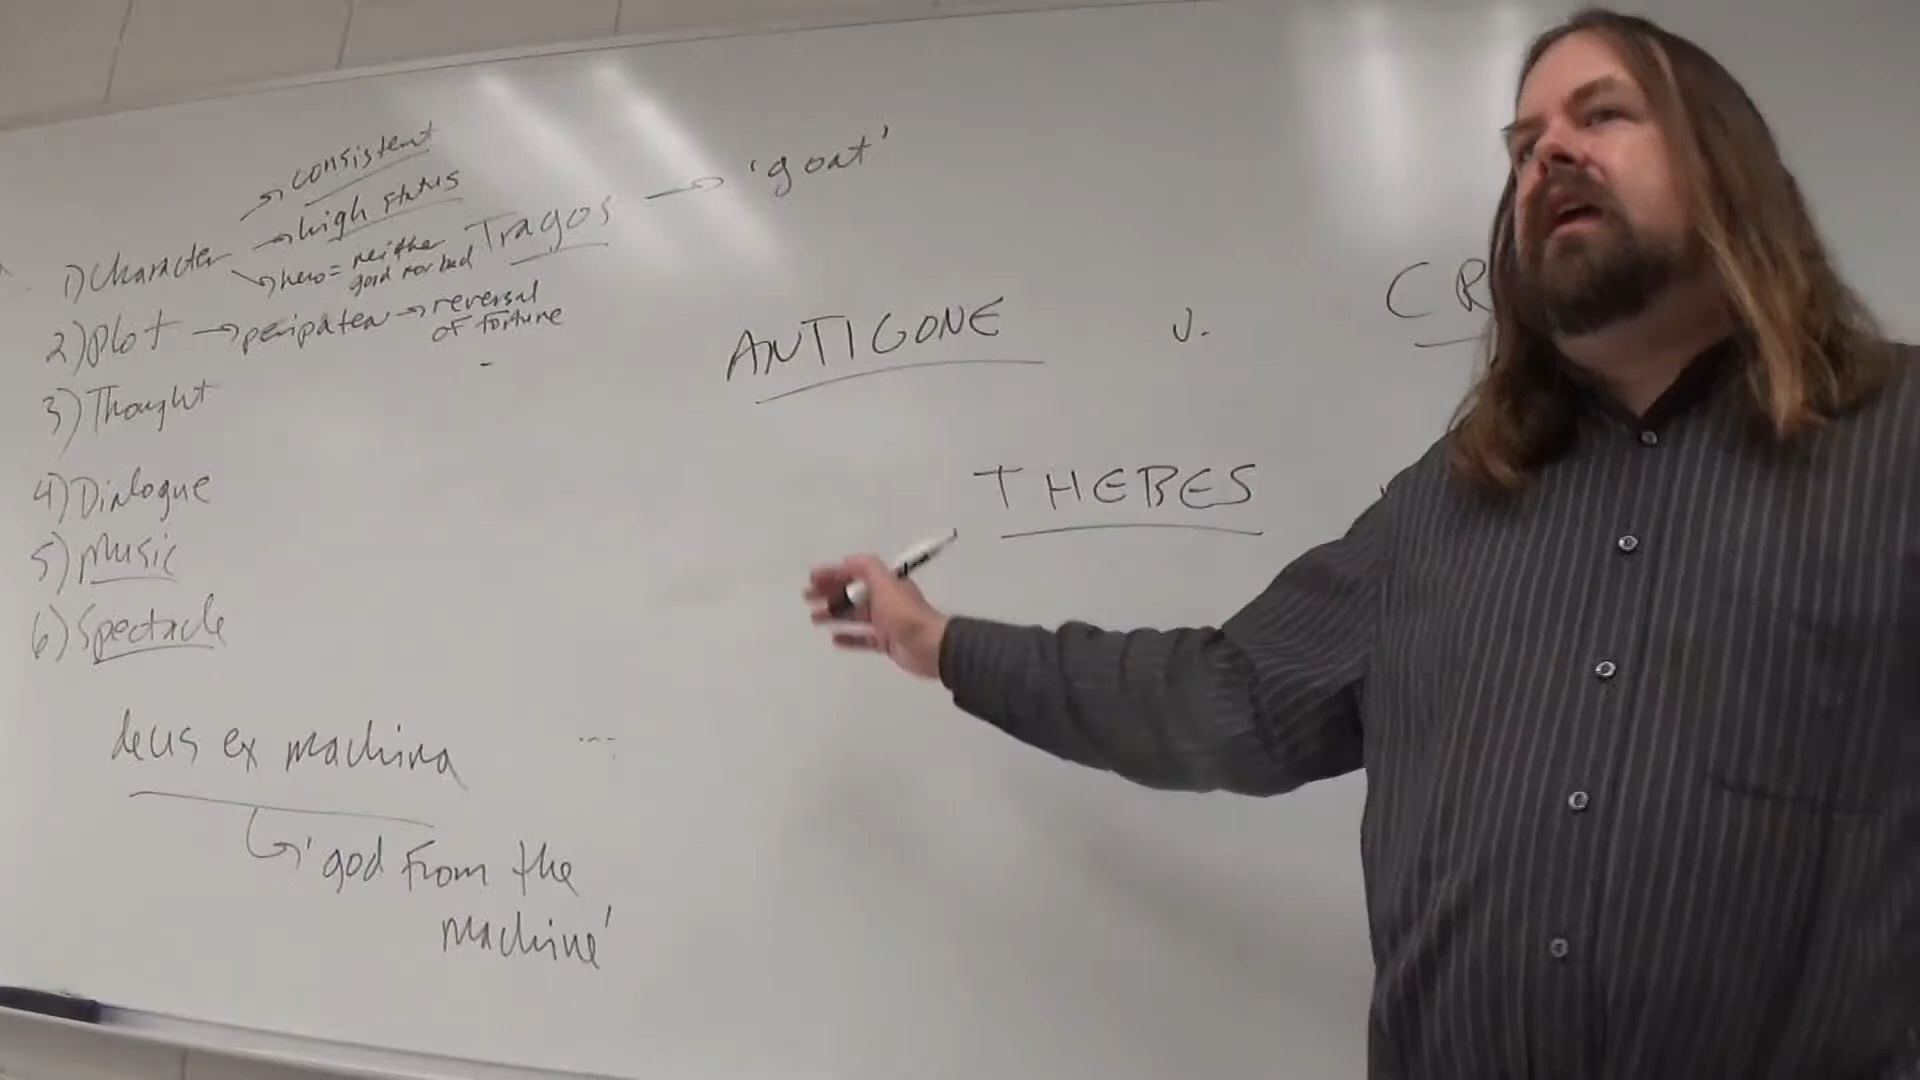 → consistent
1) Character → high status
→ hero = neither
good nor bad
Tragos → 'goat'
2) Plot → peripatea → reversal
of fortune
3) Thought
4) Dialogue
5) Music
6) Spectacle
deus ex machina
↳ 'god from the
machine'
ANTIGONE v. CR
THEBES